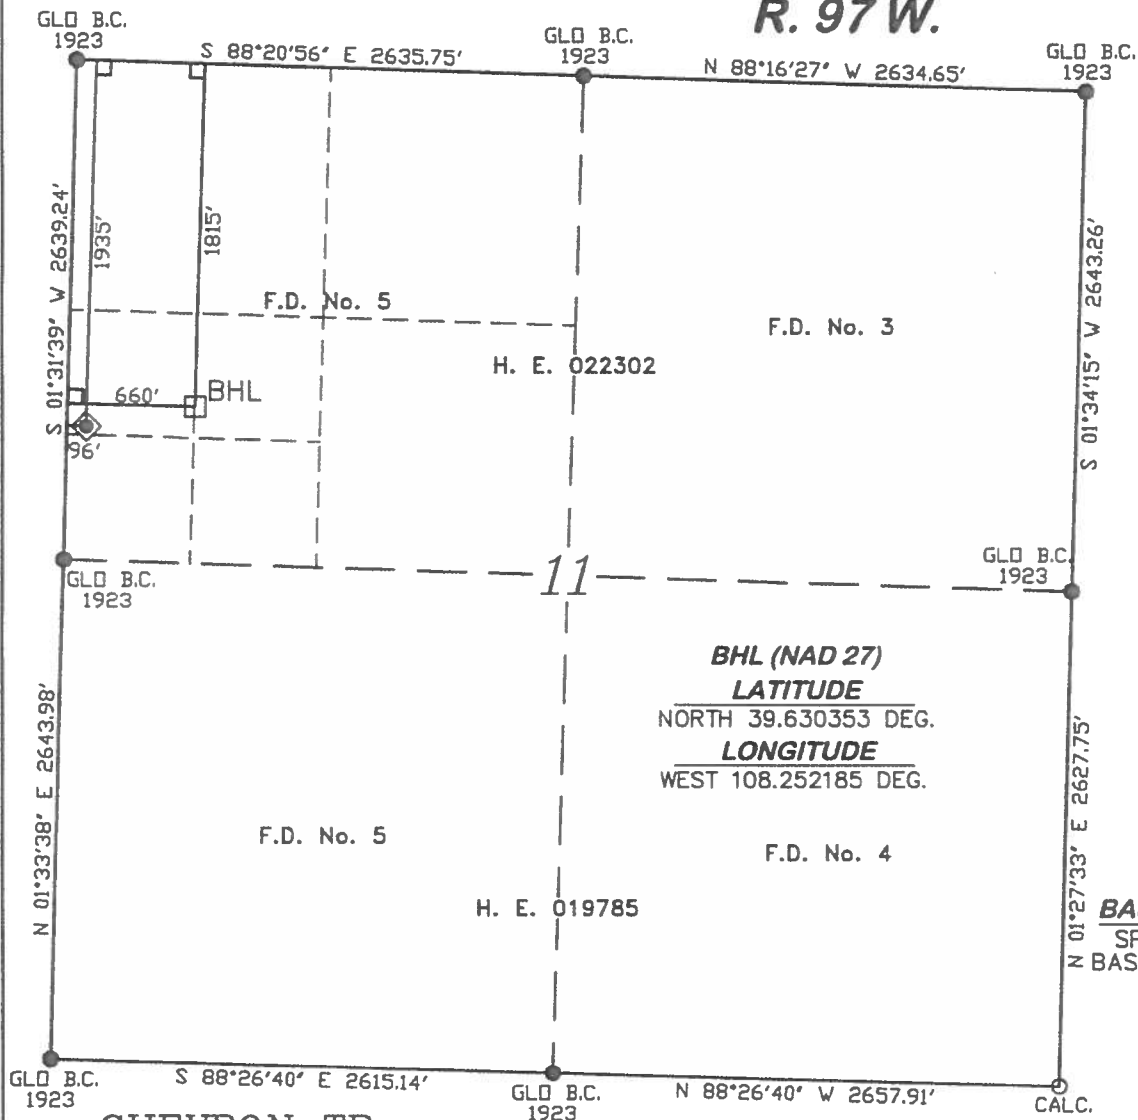 R. 97 W.
GLO B.C.
1923
S 88°20'56" E 2635.75'
GLO B.C.
1923
N 88°16'27" W 2634.65'
GLO B.C.
1923
S 01°31'39" W 2639.24'
1935'
1815'
S 01°34'15" W 2643.26'
F.D. No. 5
F.D. No. 3
H. E. 022302
660'
BHL
96'
GLO B.C.
1923
11
GLO B.C.
1923
BHL (NAD 27)
LATITUDE
NORTH 39.630353 DEG.
LONGITUDE
WEST 108.252185 DEG.
N 01°33'38" E 2643.98'
N 01°27'33" E 2627.75'
F.D. No. 5
F.D. No. 4
H. E. 019785
BAS
GLO B.C.
1923
S 88°26'40" E 2615.14'
GLO B.C.
1923
N 88°26'40" W 2657.91'
CALC.